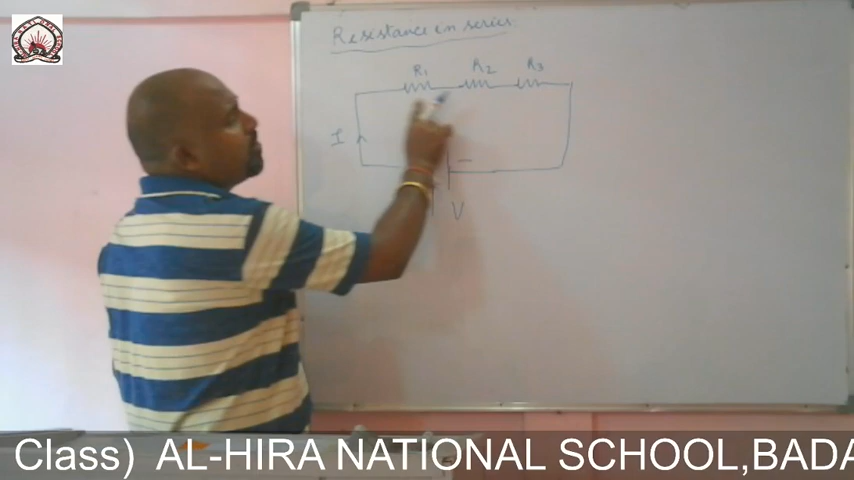 Resistance in series.
R1 R2 R3
I
V
Class) AL-HIRA NATIONAL SCHOOL,BADA